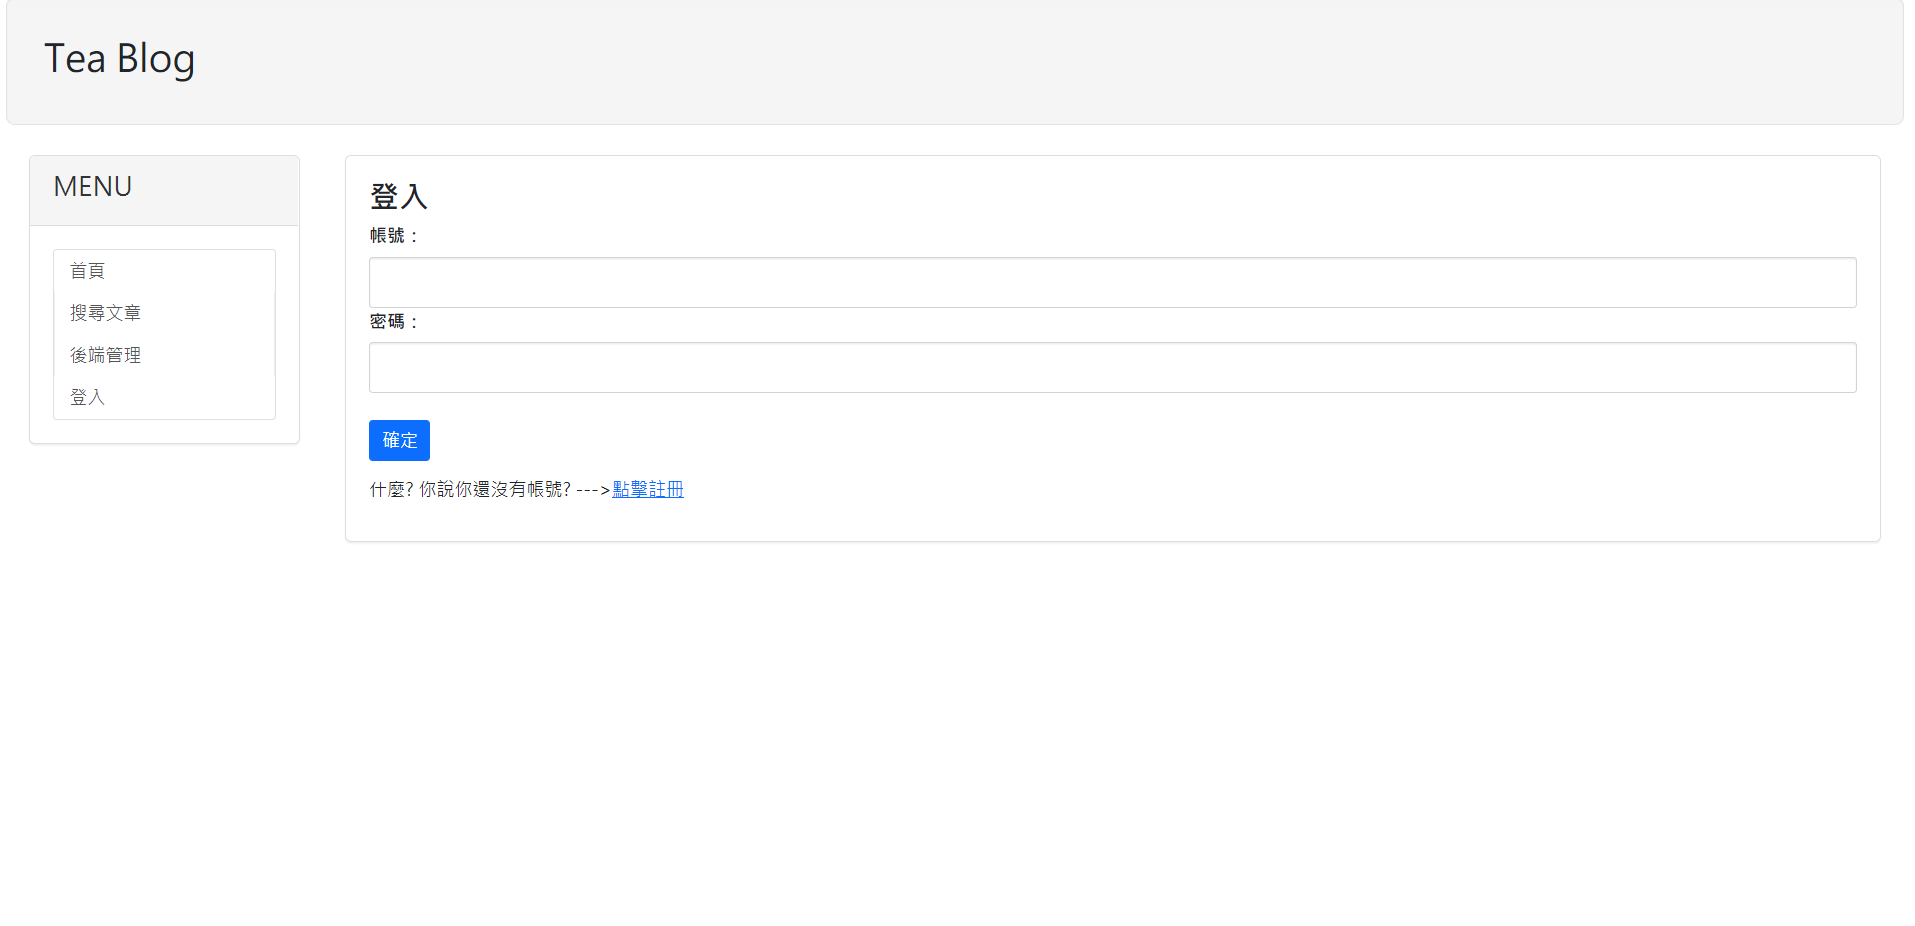 Tea Blog
MENU
首頁
搜尋文章
後端管理
登入
登入
帳號：
密碼：
確定
什麼? 你說你還沒有帳號? --->點擊註冊